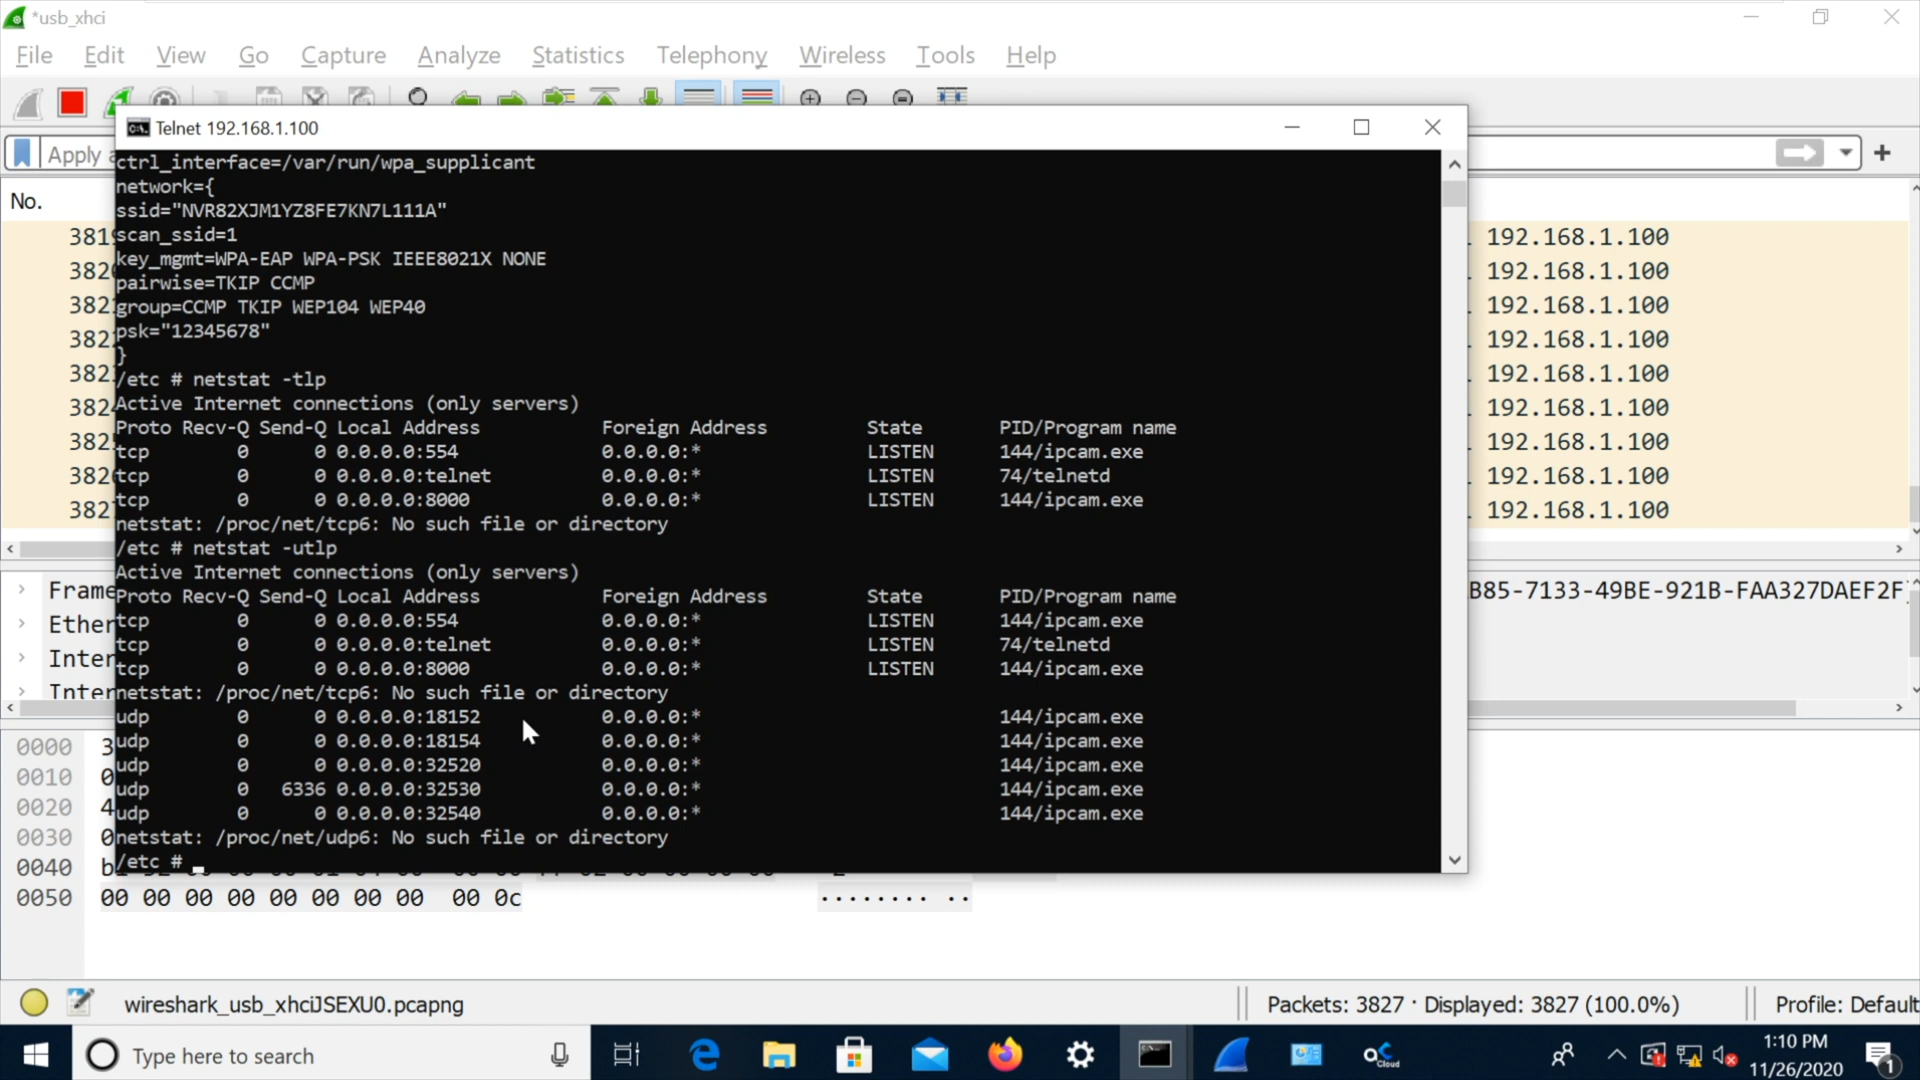 *usb_xhci
File Edit View Go Capture Analyze Statistics Telephony Wireless Tools Help
Telnet 192.168.1.100
Apply
No.
ctrl_interface=/var/run/wpa_supplicant
network={
ssid="NVR82XJM1YZ8FE7KN7L111A"
scan_ssid=1
key_mgmt=WPA-EAP WPA-PSK IEEE8021X NONE
pairwise=TKIP CCMP
group=CCMP TKIP WEP104 WEP40
psk="12345678"
}
/etc # netstat -tlp
Active Internet connections (only servers)
Proto Recv-Q Send-Q Local Address Foreign Address State PID/Program name
tcp 0 0 0.0.0.0:554 0.0.0.0:* LISTEN 144/ipcam.exe
tcp 0 0 0.0.0.0:telnet 0.0.0.0:* LISTEN 74/telnetd
tcp 0 0 0.0.0.0:8000 0.0.0.0:* LISTEN 144/ipcam.exe
netstat: /proc/net/tcp6: No such file or directory
/etc # netstat -utlp
Active Internet connections (only servers)
Proto Recv-Q Send-Q Local Address Foreign Address State PID/Program name
tcp 0 0 0.0.0.0:554 0.0.0.0:* LISTEN 144/ipcam.exe
tcp 0 0 0.0.0.0:telnet 0.0.0.0:* LISTEN 74/telnetd
tcp 0 0 0.0.0.0:8000 0.0.0.0:* LISTEN 144/ipcam.exe
netstat: /proc/net/tcp6: No such file or directory
udp 0 0 0.0.0.0:18152 0.0.0.0:* 144/ipcam.exe
udp 0 0 0.0.0.0:18154 0.0.0.0:* 144/ipcam.exe
udp 0 0 0.0.0.0:32520 0.0.0.0:* 144/ipcam.exe
udp 0 6336 0.0.0.0:32530 0.0.0.0:* 144/ipcam.exe
udp 0 0 0.0.0.0:32540 0.0.0.0:* 144/ipcam.exe
netstat: /proc/net/udp6: No such file or directory
/etc #
192.168.1.100
192.168.1.100
192.168.1.100
192.168.1.100
192.168.1.100
192.168.1.100
192.168.1.100
192.168.1.100
192.168.1.100
Frame
B85-7133-49BE-921B-FAA327DAEF2F
Ether
Inter
Inter
0000 3
0010 0
0020 4
0030 0
0040
0050 00 00 00 00 00 00 00 00 00 0c ........ ..
wireshark_usb_xhciJSEXU0.pcapng
Packets: 3827 · Displayed: 3827 (100.0%)
Profile: Default
Type here to search
Cloud
1:10 PM
11/26/2020
1